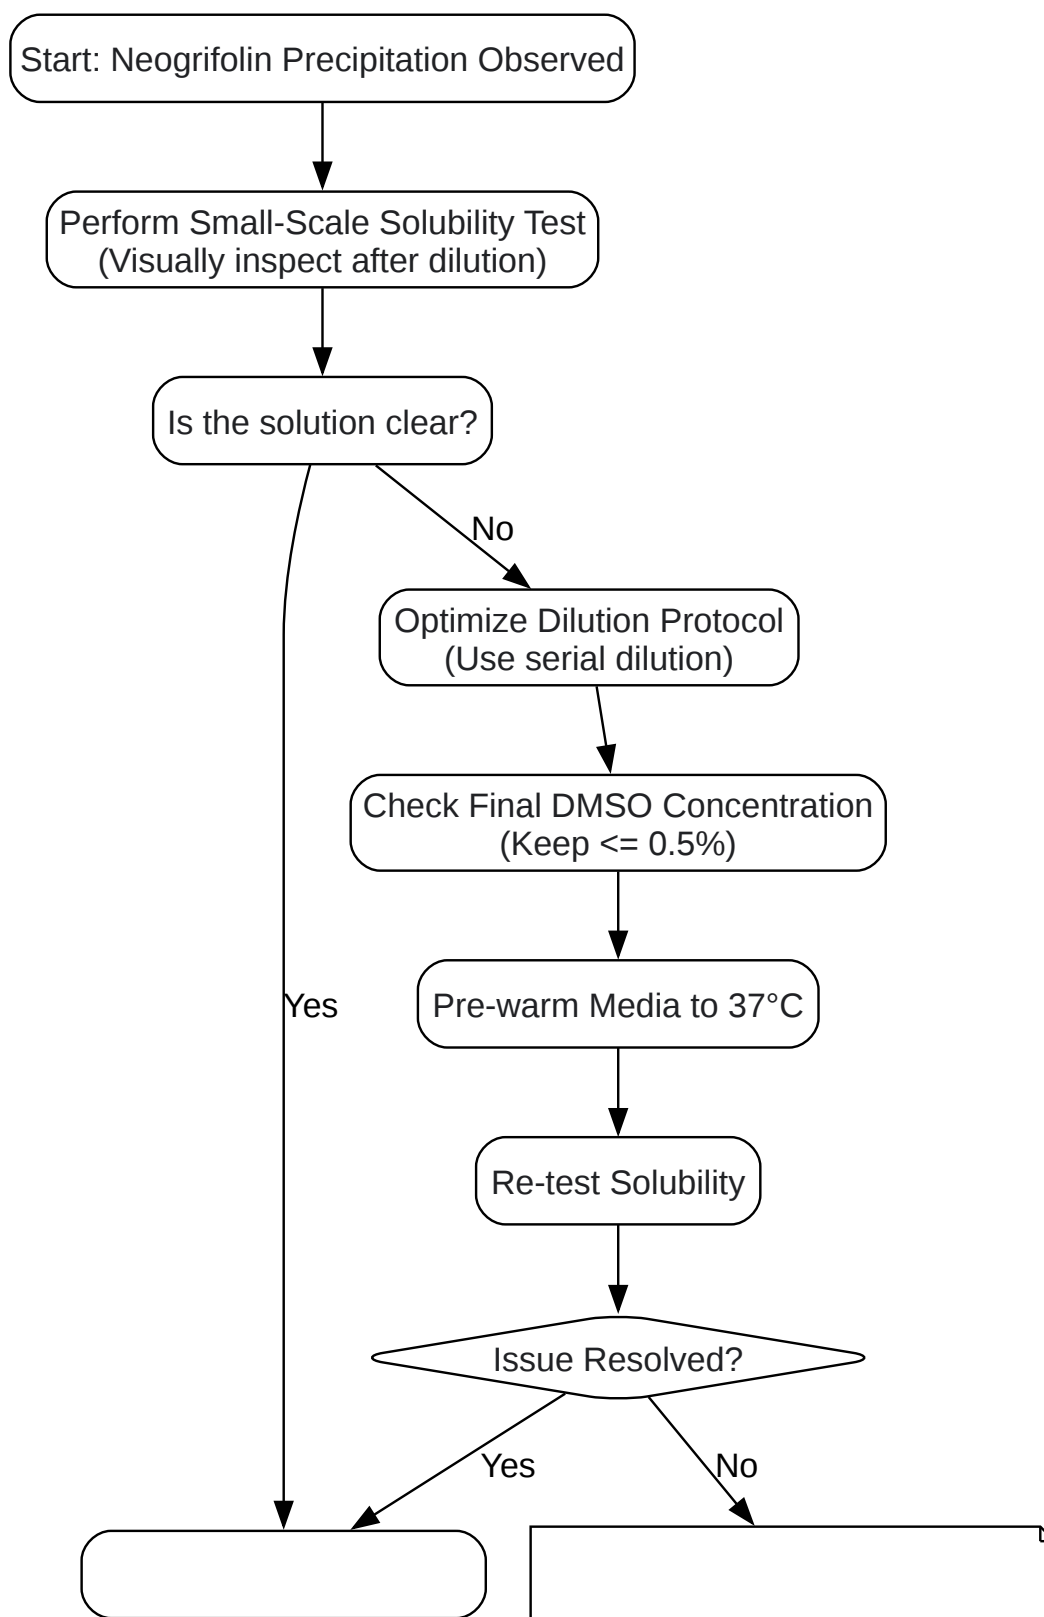 Start: Neogrifolin Precipitation Observed
Perform Small-Scale Solubility Test
(Visually inspect after dilution)
Is the solution clear?
No
Optimize Dilution Protocol
(Use serial dilution)
Check Final DMSO Concentration
(Keep <= 0.5%)
Yes
Pre-warm Media to 37°C
Re-test Solubility
Issue Resolved?
Yes
No